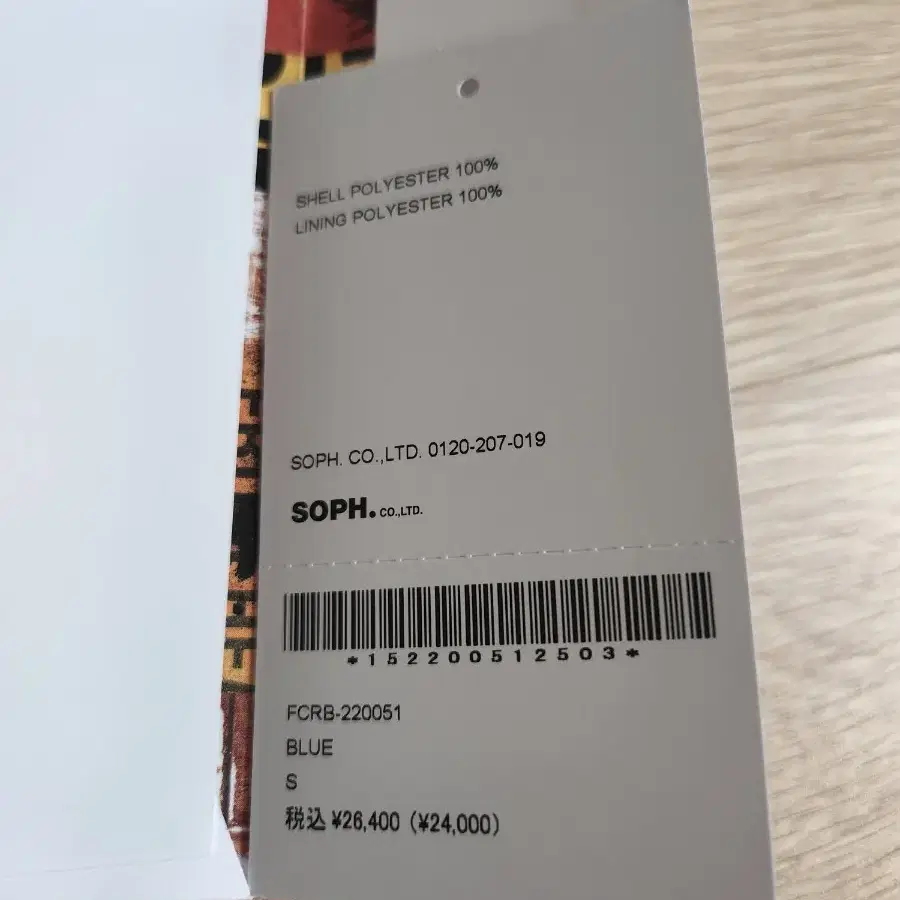 SHELL POLYESTER 100%
LINING POLYESTER 100%
SOPH. CO.,LTD. 0120-207-019
SOPH. CO.,LTD.
*152200512503*
FCRB-220051
BLUE
S
税込 ¥26,400 (¥24,000)